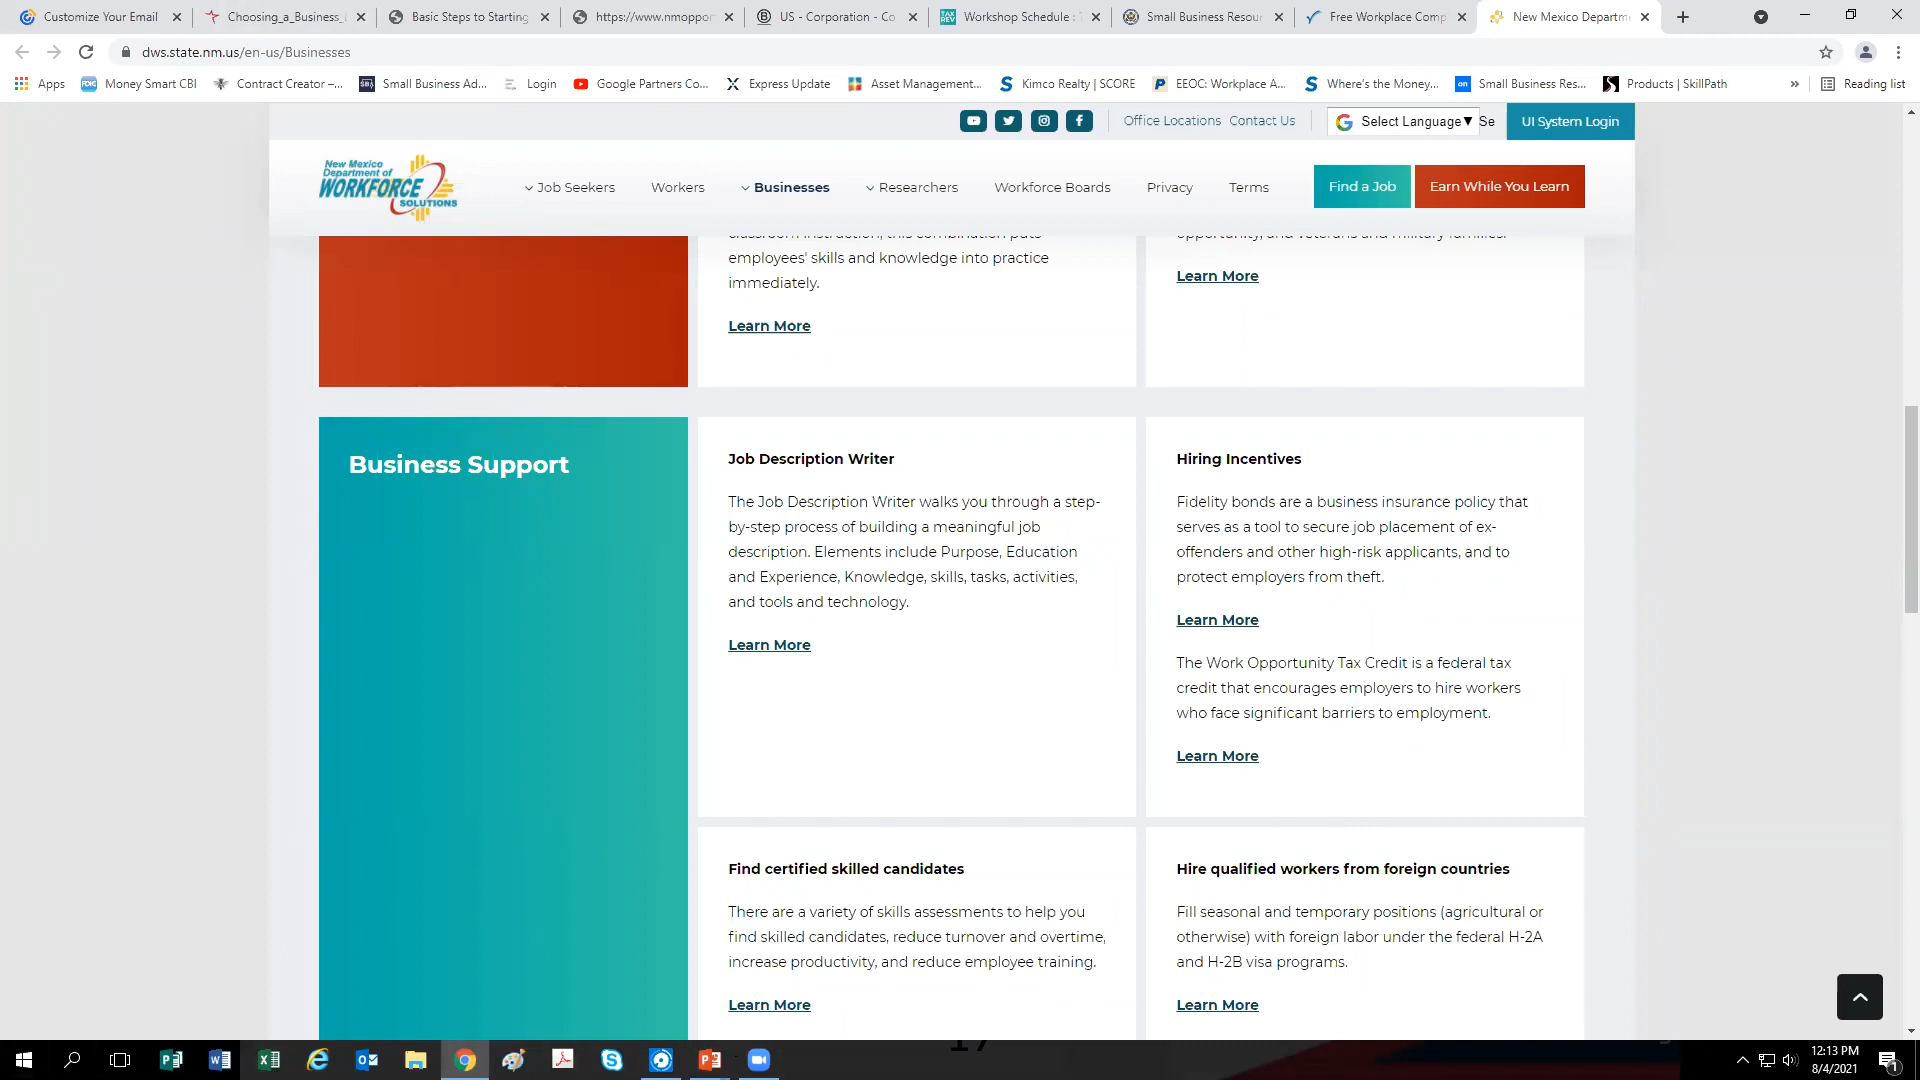 Customize Your Email
Choosing_a_Business_
Basic Steps to Starting
https://www.nmoppor
US - Corporation - Co
Workshop Schedule :
Small Business Resou
Free Workplace Comp
New Mexico Departm
dws.state.nm.us/en-us/Businesses
Apps
Money Smart CBI
Contract Creator –...
Small Business Ad...
Login
Google Partners Co...
Express Update
Asset Management...
Kimco Realty | SCORE
EEOC: Workplace A...
Where's the Money...
Small Business Res...
Products | SkillPath
»
Reading list
Office Locations
Contact Us
Select Language▼
Se
UI System Login
New Mexico
Department of
WORKFORCE
SOLUTIONS
Job Seekers
Workers
Businesses
Researchers
Workforce Boards
Privacy
Terms
Find a Job
Earn While You Learn
classroom instruction, this combination puts
employees' skills and knowledge into practice
immediately.
Learn More
opportunity, and veterans and military families.
Learn More
Business Support
Job Description Writer
The Job Description Writer walks you through a step-
by-step process of building a meaningful job
description. Elements include Purpose, Education
and Experience, Knowledge, skills, tasks, activities,
and tools and technology.
Learn More
Hiring Incentives
Fidelity bonds are a business insurance policy that
serves as a tool to secure job placement of ex-
offenders and other high-risk applicants, and to
protect employers from theft.
Learn More
The Work Opportunity Tax Credit is a federal tax
credit that encourages employers to hire workers
who face significant barriers to employment.
Learn More
Find certified skilled candidates
There are a variety of skills assessments to help you
find skilled candidates, reduce turnover and overtime,
increase productivity, and reduce employee training.
Learn More
Hire qualified workers from foreign countries
Fill seasonal and temporary positions (agricultural or
otherwise) with foreign labor under the federal H-2A
and H-2B visa programs.
Learn More
12:13 PM
8/4/2021